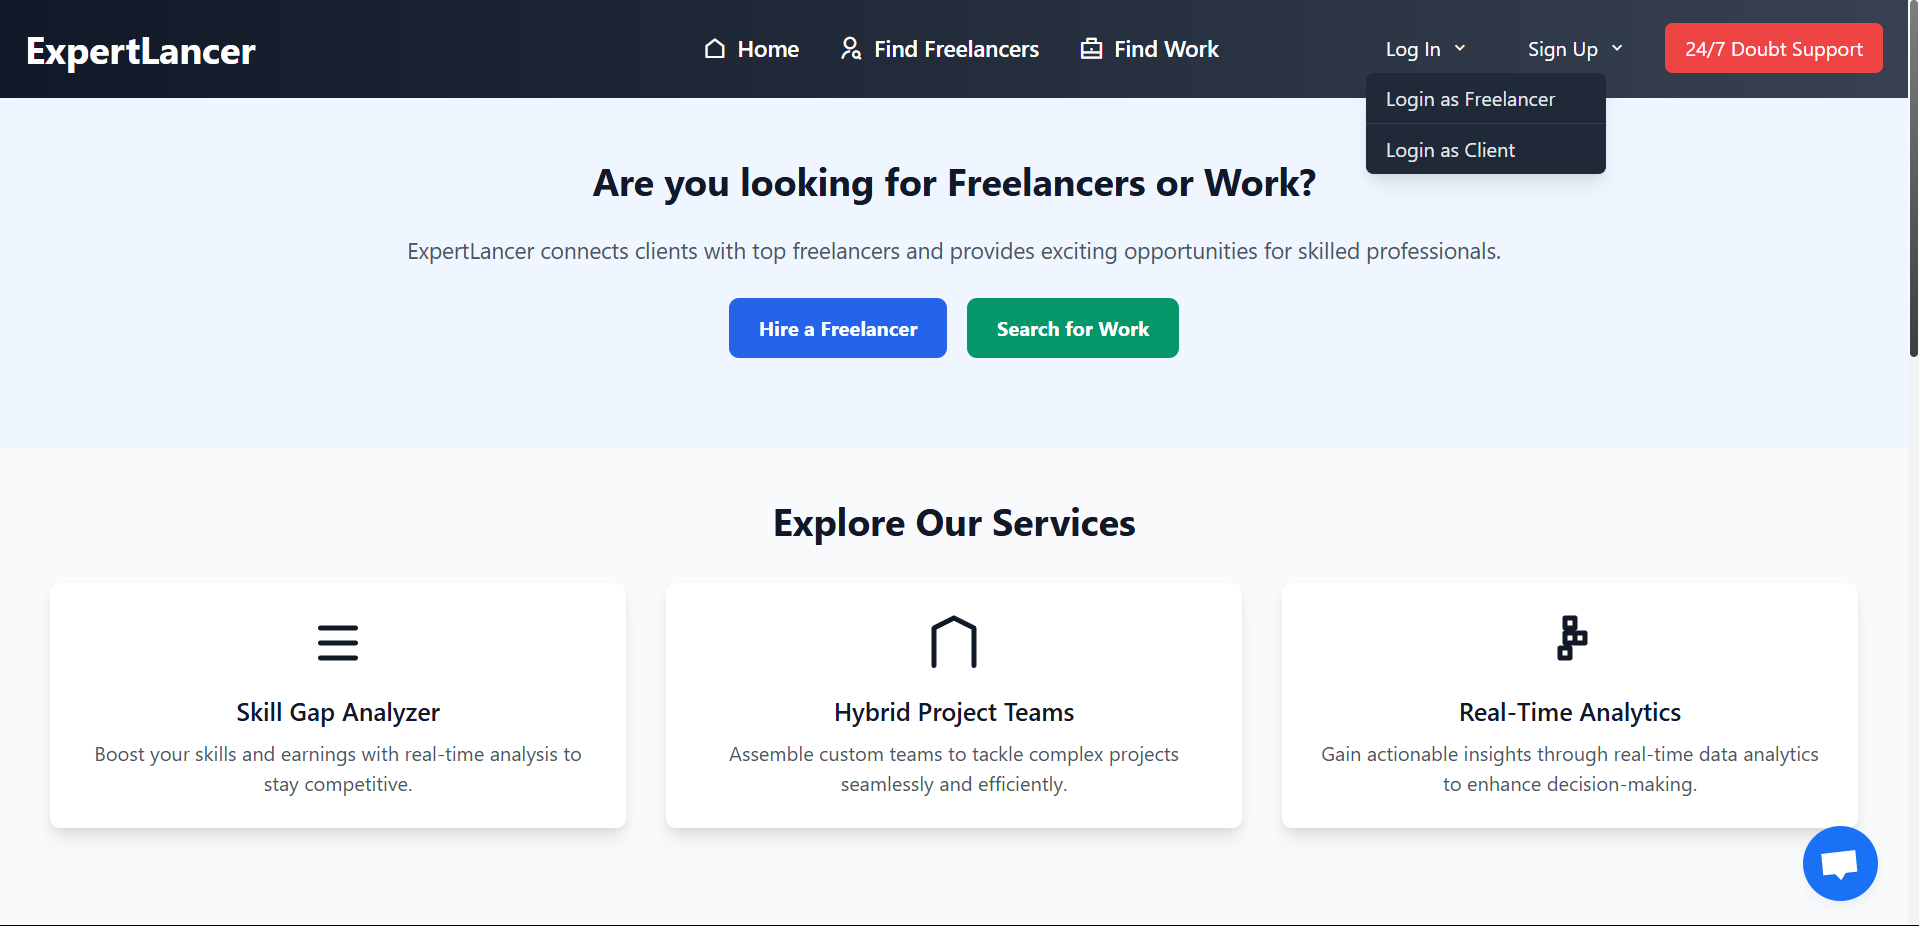 ExpertLancer
Home
Find Freelancers
Find Work
Log In
Sign Up
24/7 Doubt Support
Login as Freelancer
Login as Client
Are you looking for Freelancers or Work?
ExpertLancer connects clients with top freelancers and provides exciting opportunities for skilled professionals.
Hire a Freelancer
Search for Work
Explore Our Services
Skill Gap Analyzer
Boost your skills and earnings with real-time analysis to
stay competitive.
Hybrid Project Teams
Assemble custom teams to tackle complex projects
seamlessly and efficiently.
Real-Time Analytics
Gain actionable insights through real-time data analytics
to enhance decision-making.